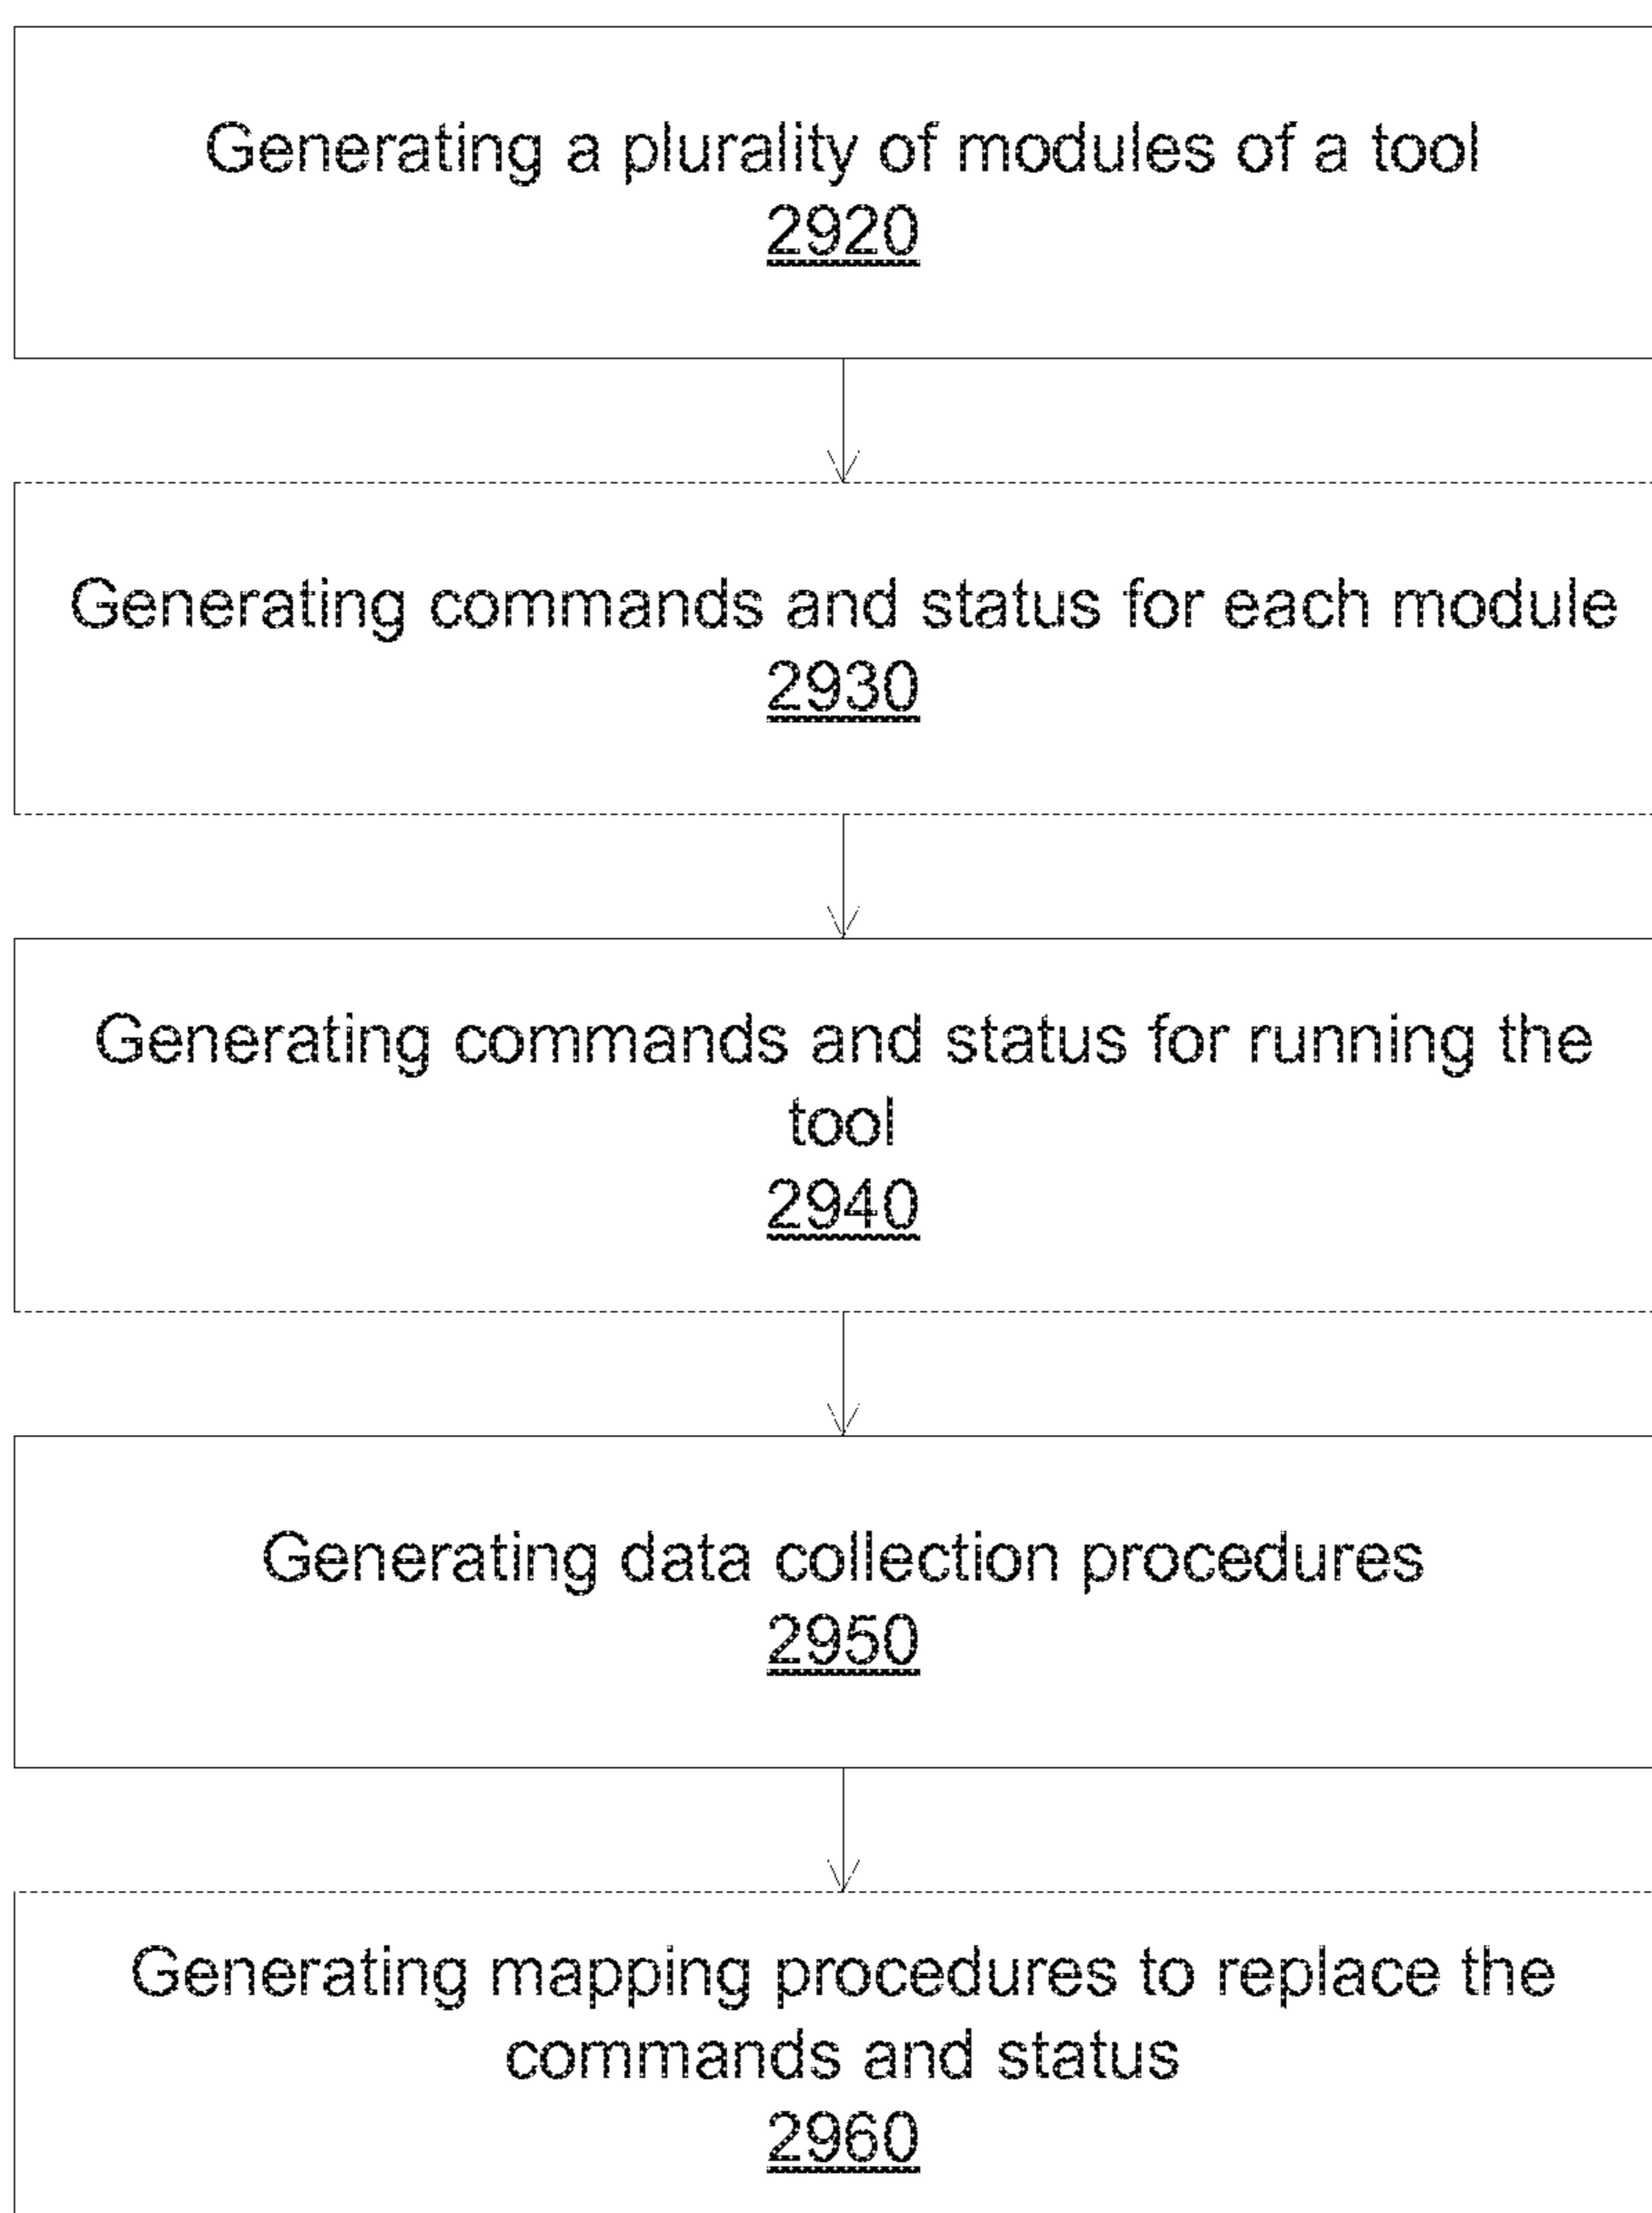 Generating a plurality of modules of a tool
2920
Generating commands and status for each module
2930
Generating commands and status for running the
tool
2940
Generating data collection procedures
2950
Generating mapping procedures to replace the
commands and status
2960